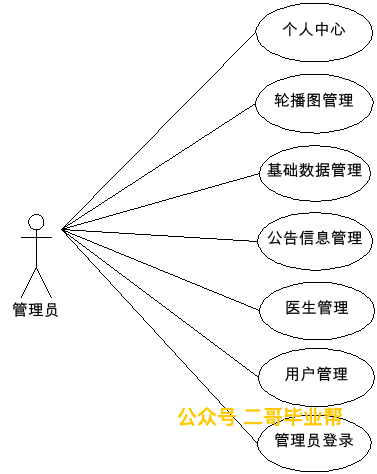 个人中心
轮播图管理
基础数据管理
公告信息管理
管理员
医生管理
用户管理
公众号 二哥毕业帮
管理员登录